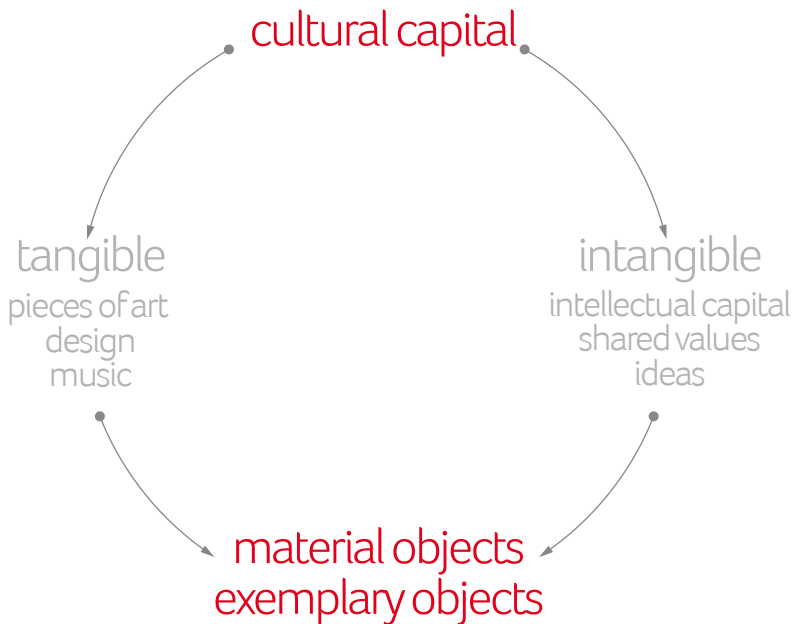 cultural capital
tangible
pieces of art
design
music
intangible
intellectual capital
shared values
ideas
material objects
exemplary objects